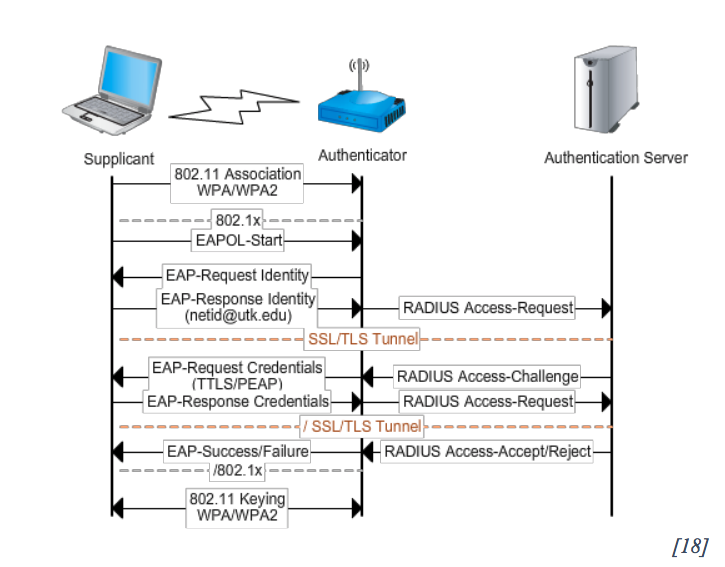 Supplicant
Authenticator
Authentication Server
802.11 Association
WPA/WPA2
802.1x
EAPOL-Start
EAP-Request Identity
EAP-Response Identity
(netid@utk.edu)
RADIUS Access-Request
SSL/TLS Tunnel
EAP-Request Credentials
(TTLS/PEAP)
RADIUS Access-Challenge
EAP-Response Credentials
RADIUS Access-Request
/ SSL/TLS Tunnel
EAP-Success/Failure
RADIUS Access-Accept/Reject
/802.1x
802.11 Keying
WPA/WPA2
[18]